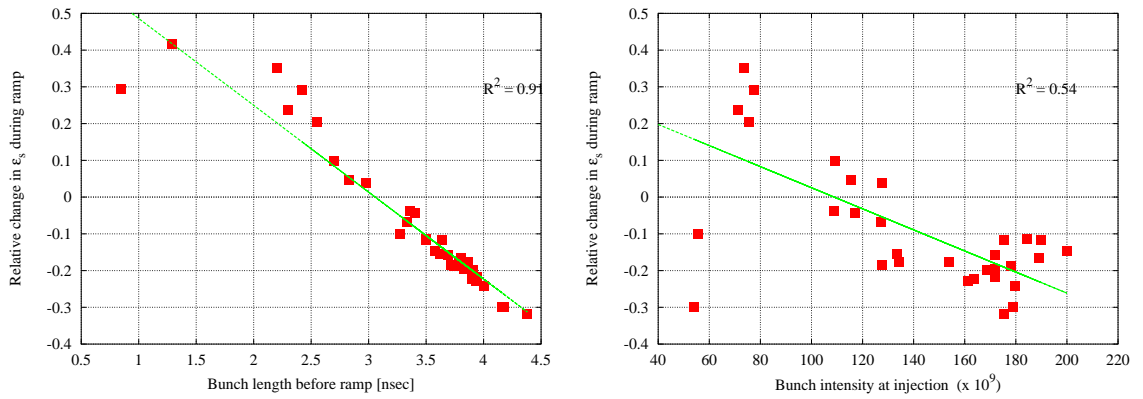 0.5
0.4
0.3
0.2
0.1
0
-0.1
-0.2
-0.3
-0.4
0.5 1 1.5 2 2.5 3 3.5 4 4.5
Relative change in ε_s during ramp
Bunch length before ramp [nsec]
R² = 0.91
0.5
0.4
0.3
0.2
0.1
0
-0.1
-0.2
-0.3
-0.4
40 60 80 100 120 140 160 180 200 220
Relative change in ε_s during ramp
Bunch intensity at injection (x 10⁹)
R² = 0.54